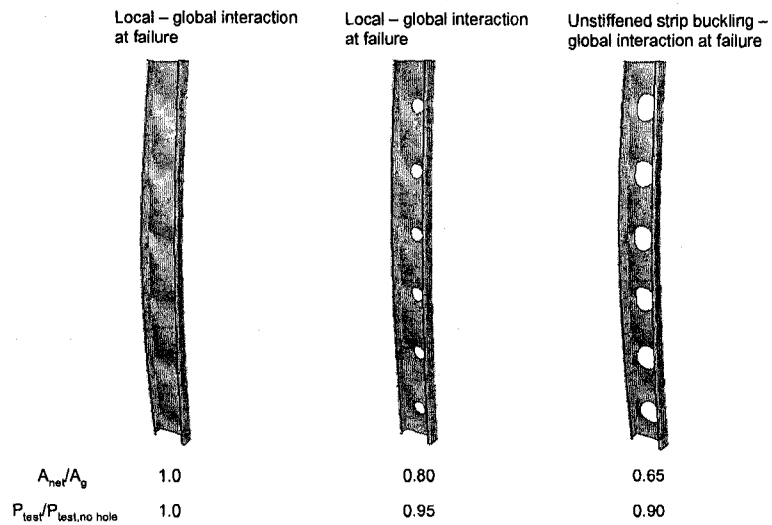 Local – global interaction
at failure
Local – global interaction
at failure
Unstiffened strip buckling –
global interaction at failure
Anet/Ag 1.0 0.80 0.65
Ptest/Ptest,no hole 1.0 0.95 0.90